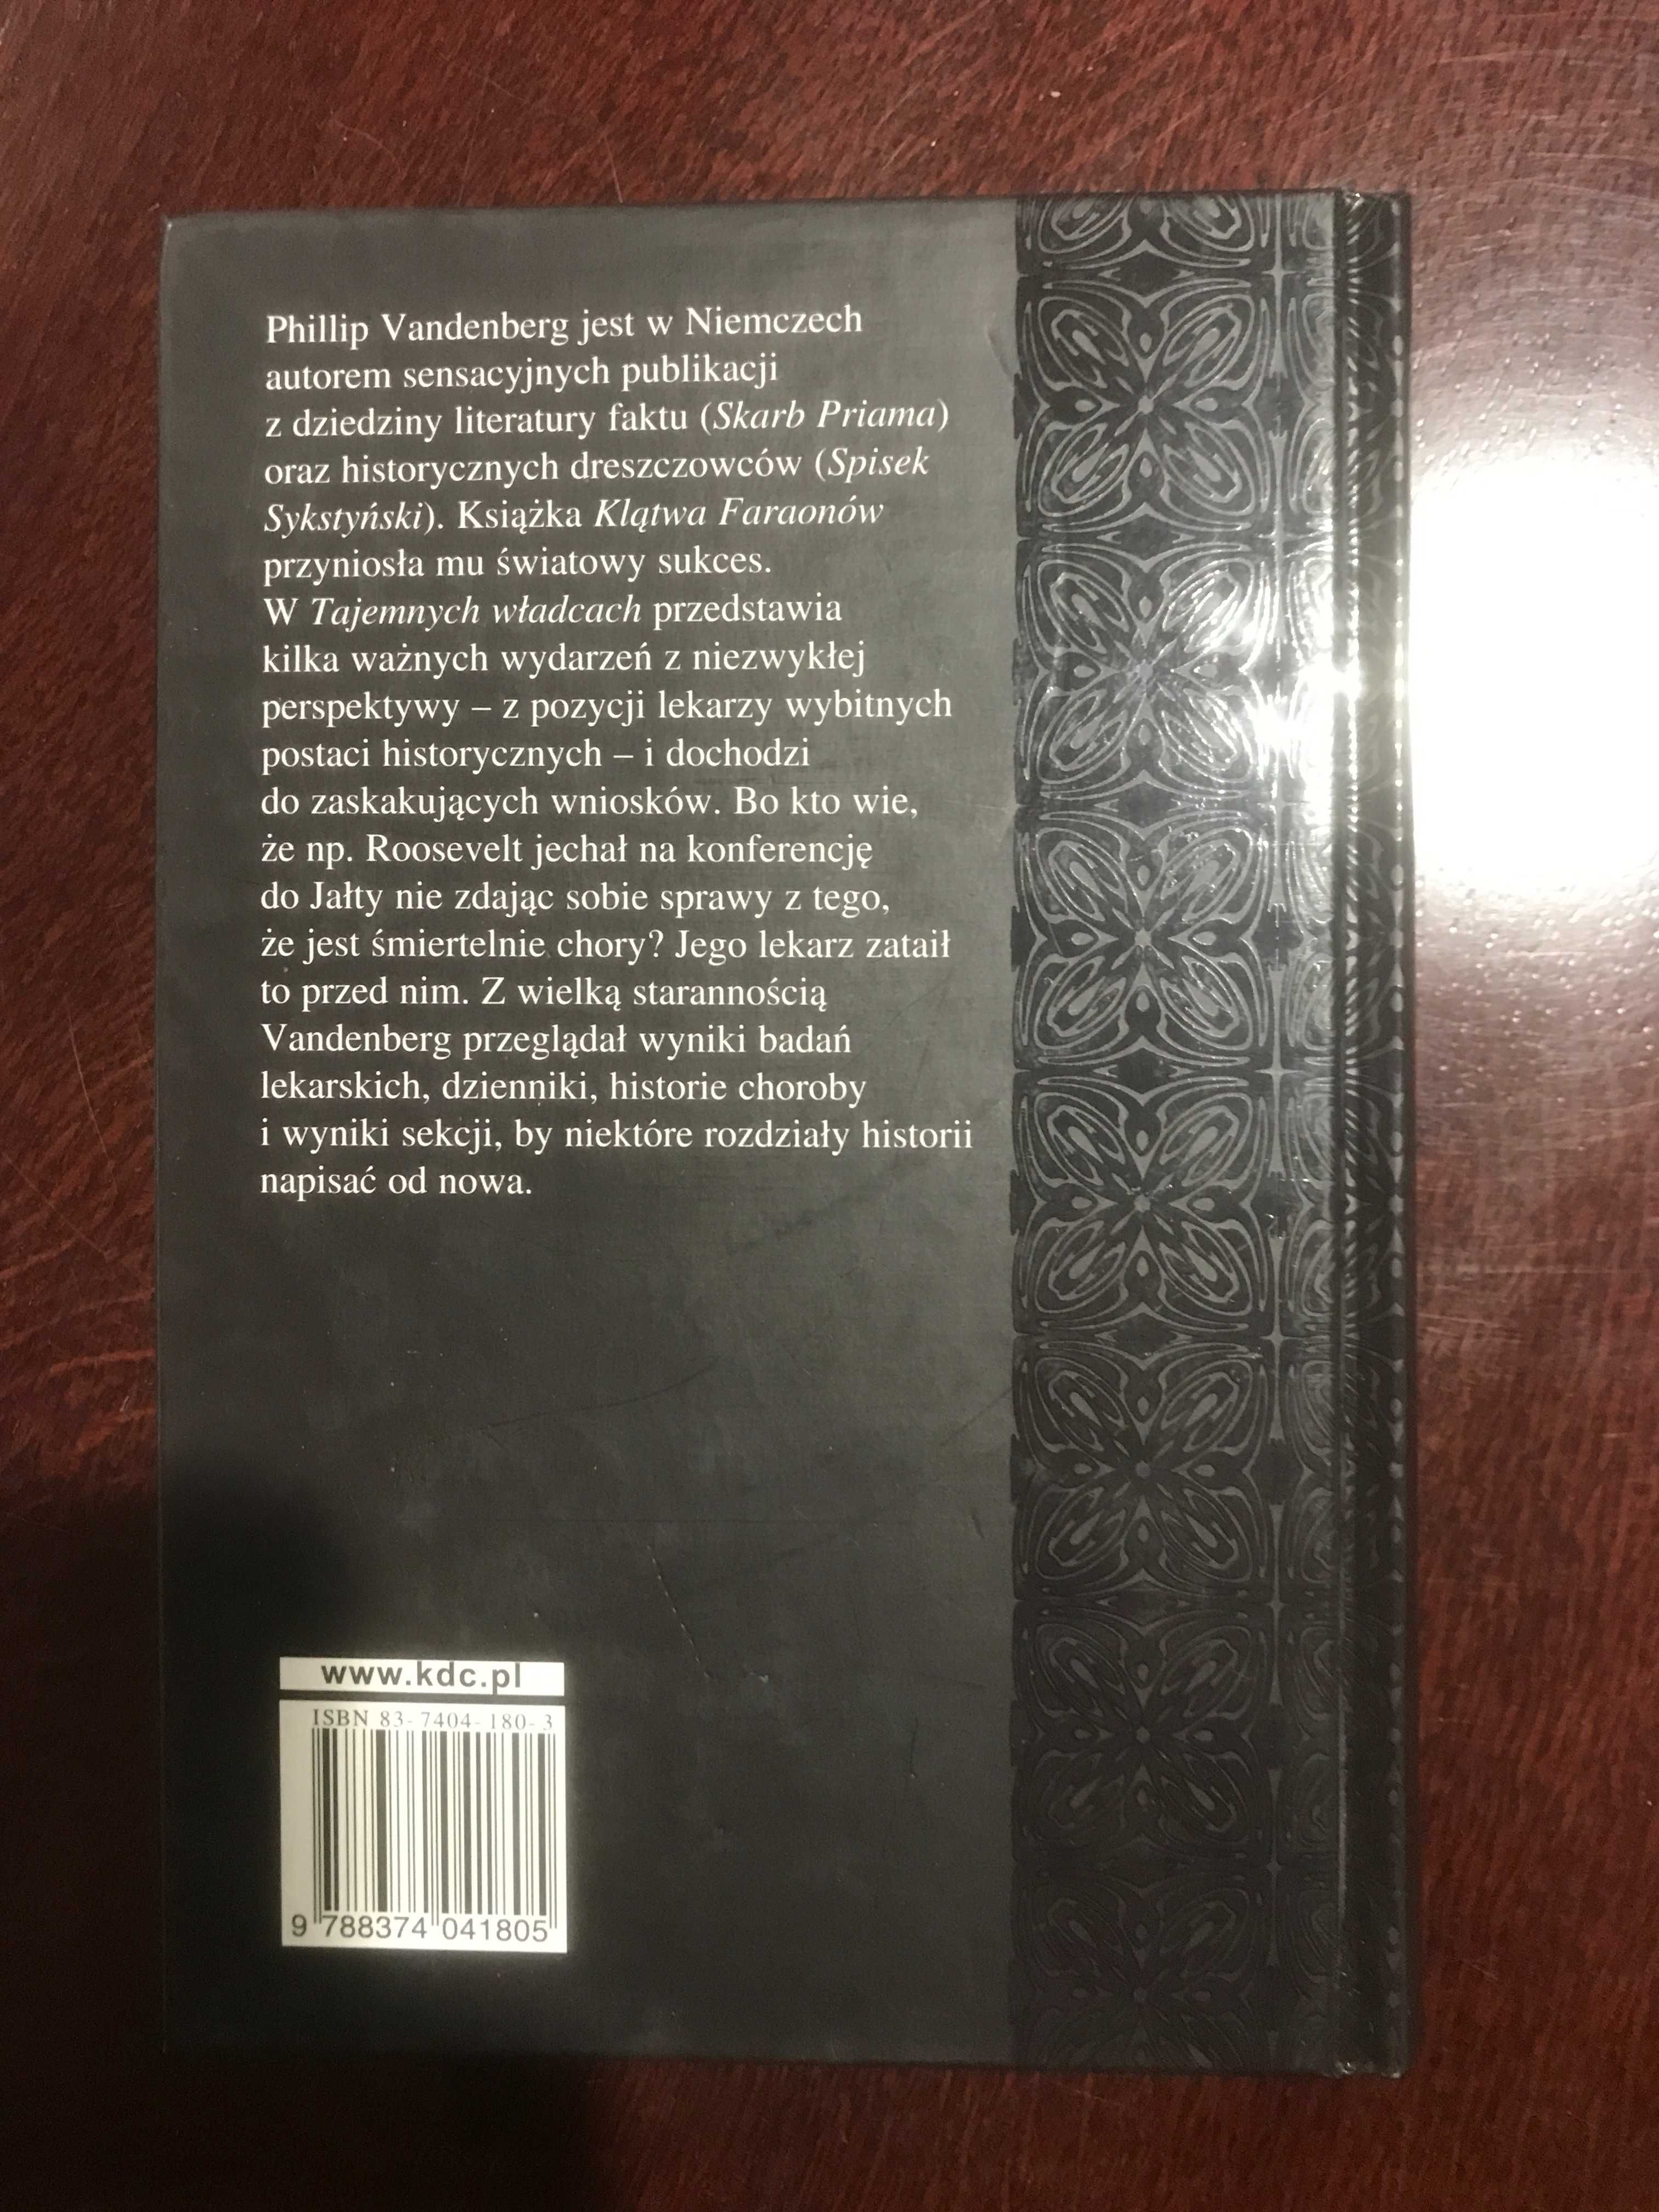 Phillip Vandenberg jest w Niemczech
autorem sensacyjnych publikacji
z dziedziny literatury faktu (Skarb Priama)
oraz historycznych dreszczowców (Spisek
Sykstyński). Książka Klątwa Faraonów
przyniosła mu światowy sukces.
W Tajemnych władcach przedstawia
kilka ważnych wydarzeń z niezwykłej
perspektywy – z pozycji lekarzy wybitnych
postaci historycznych – i dochodzi
do zaskakujących wniosków. Bo kto wie,
że np. Roosevelt jechał na konferencję
do Jałty nie zdając sobie sprawy z tego,
że jest śmiertelnie chory? Jego lekarz zataił
to przed nim. Z wielką starannością
Vandenberg przeglądał wyniki badań
lekarskich, dzienniki, historie choroby
i wyniki sekcji, by niektóre rozdziały historii
napisać od nowa.
www.kdc.pl
ISBN 83-7404-180-3
9 788374 041805